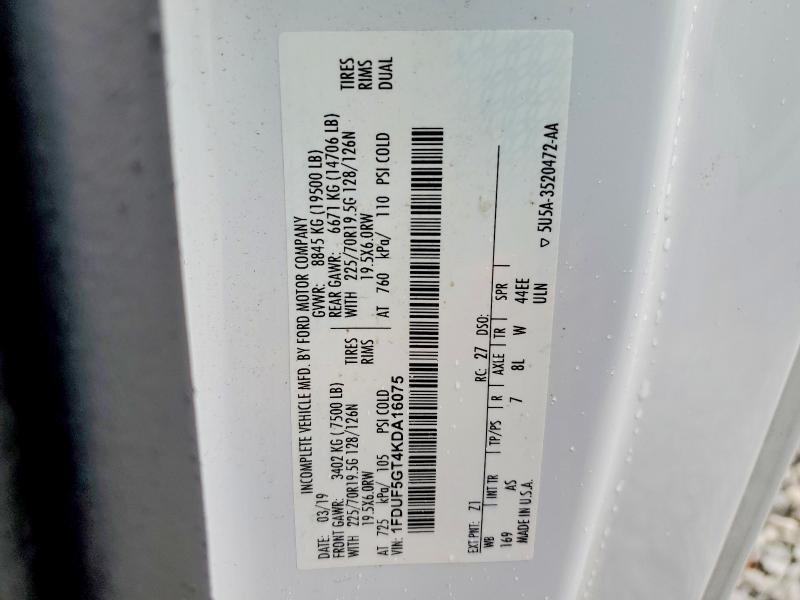 INCOMPLETE VEHICLE MFD. BY FORD MOTOR COMPANY
DATE: 03/19 GVWR: 8845 KG (19500 LB)
FRONT GAWR: 3402 KG (7500 LB) REAR GAWR: 6671 KG (14706 LB)
WITH 225/70R19.5G 128/126N TIRES WITH 225/70R19.5G 128/126N TIRES
19.5X6.0RW RIMS 19.5X6.0RW RIMS
AT 725 kPa/ 105 PSI COLD AT 760 kPa/ 110 PSI COLD DUAL
VIN: 1FDUF5GT4KDA16075
EXT PNT: Z1 RC: 27 DSO:
WB INT TR TP/PS R AXLE TR SPR
169 AS 7 8L W 44EE
MADE IN U.S.A. ULN
▽ 5U5A-3520472-AA